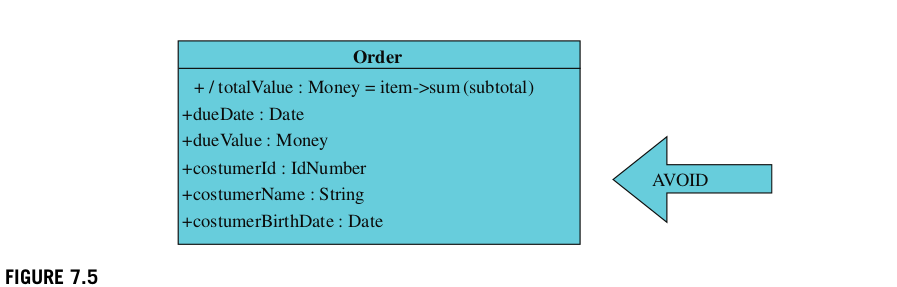 Order
+ / totalValue : Money = item->sum (subtotal)
+dueDate : Date
+dueValue : Money
+costumerId : IdNumber
+costumerName : String
+costumerBirthDate : Date
AVOID
FIGURE 7.5